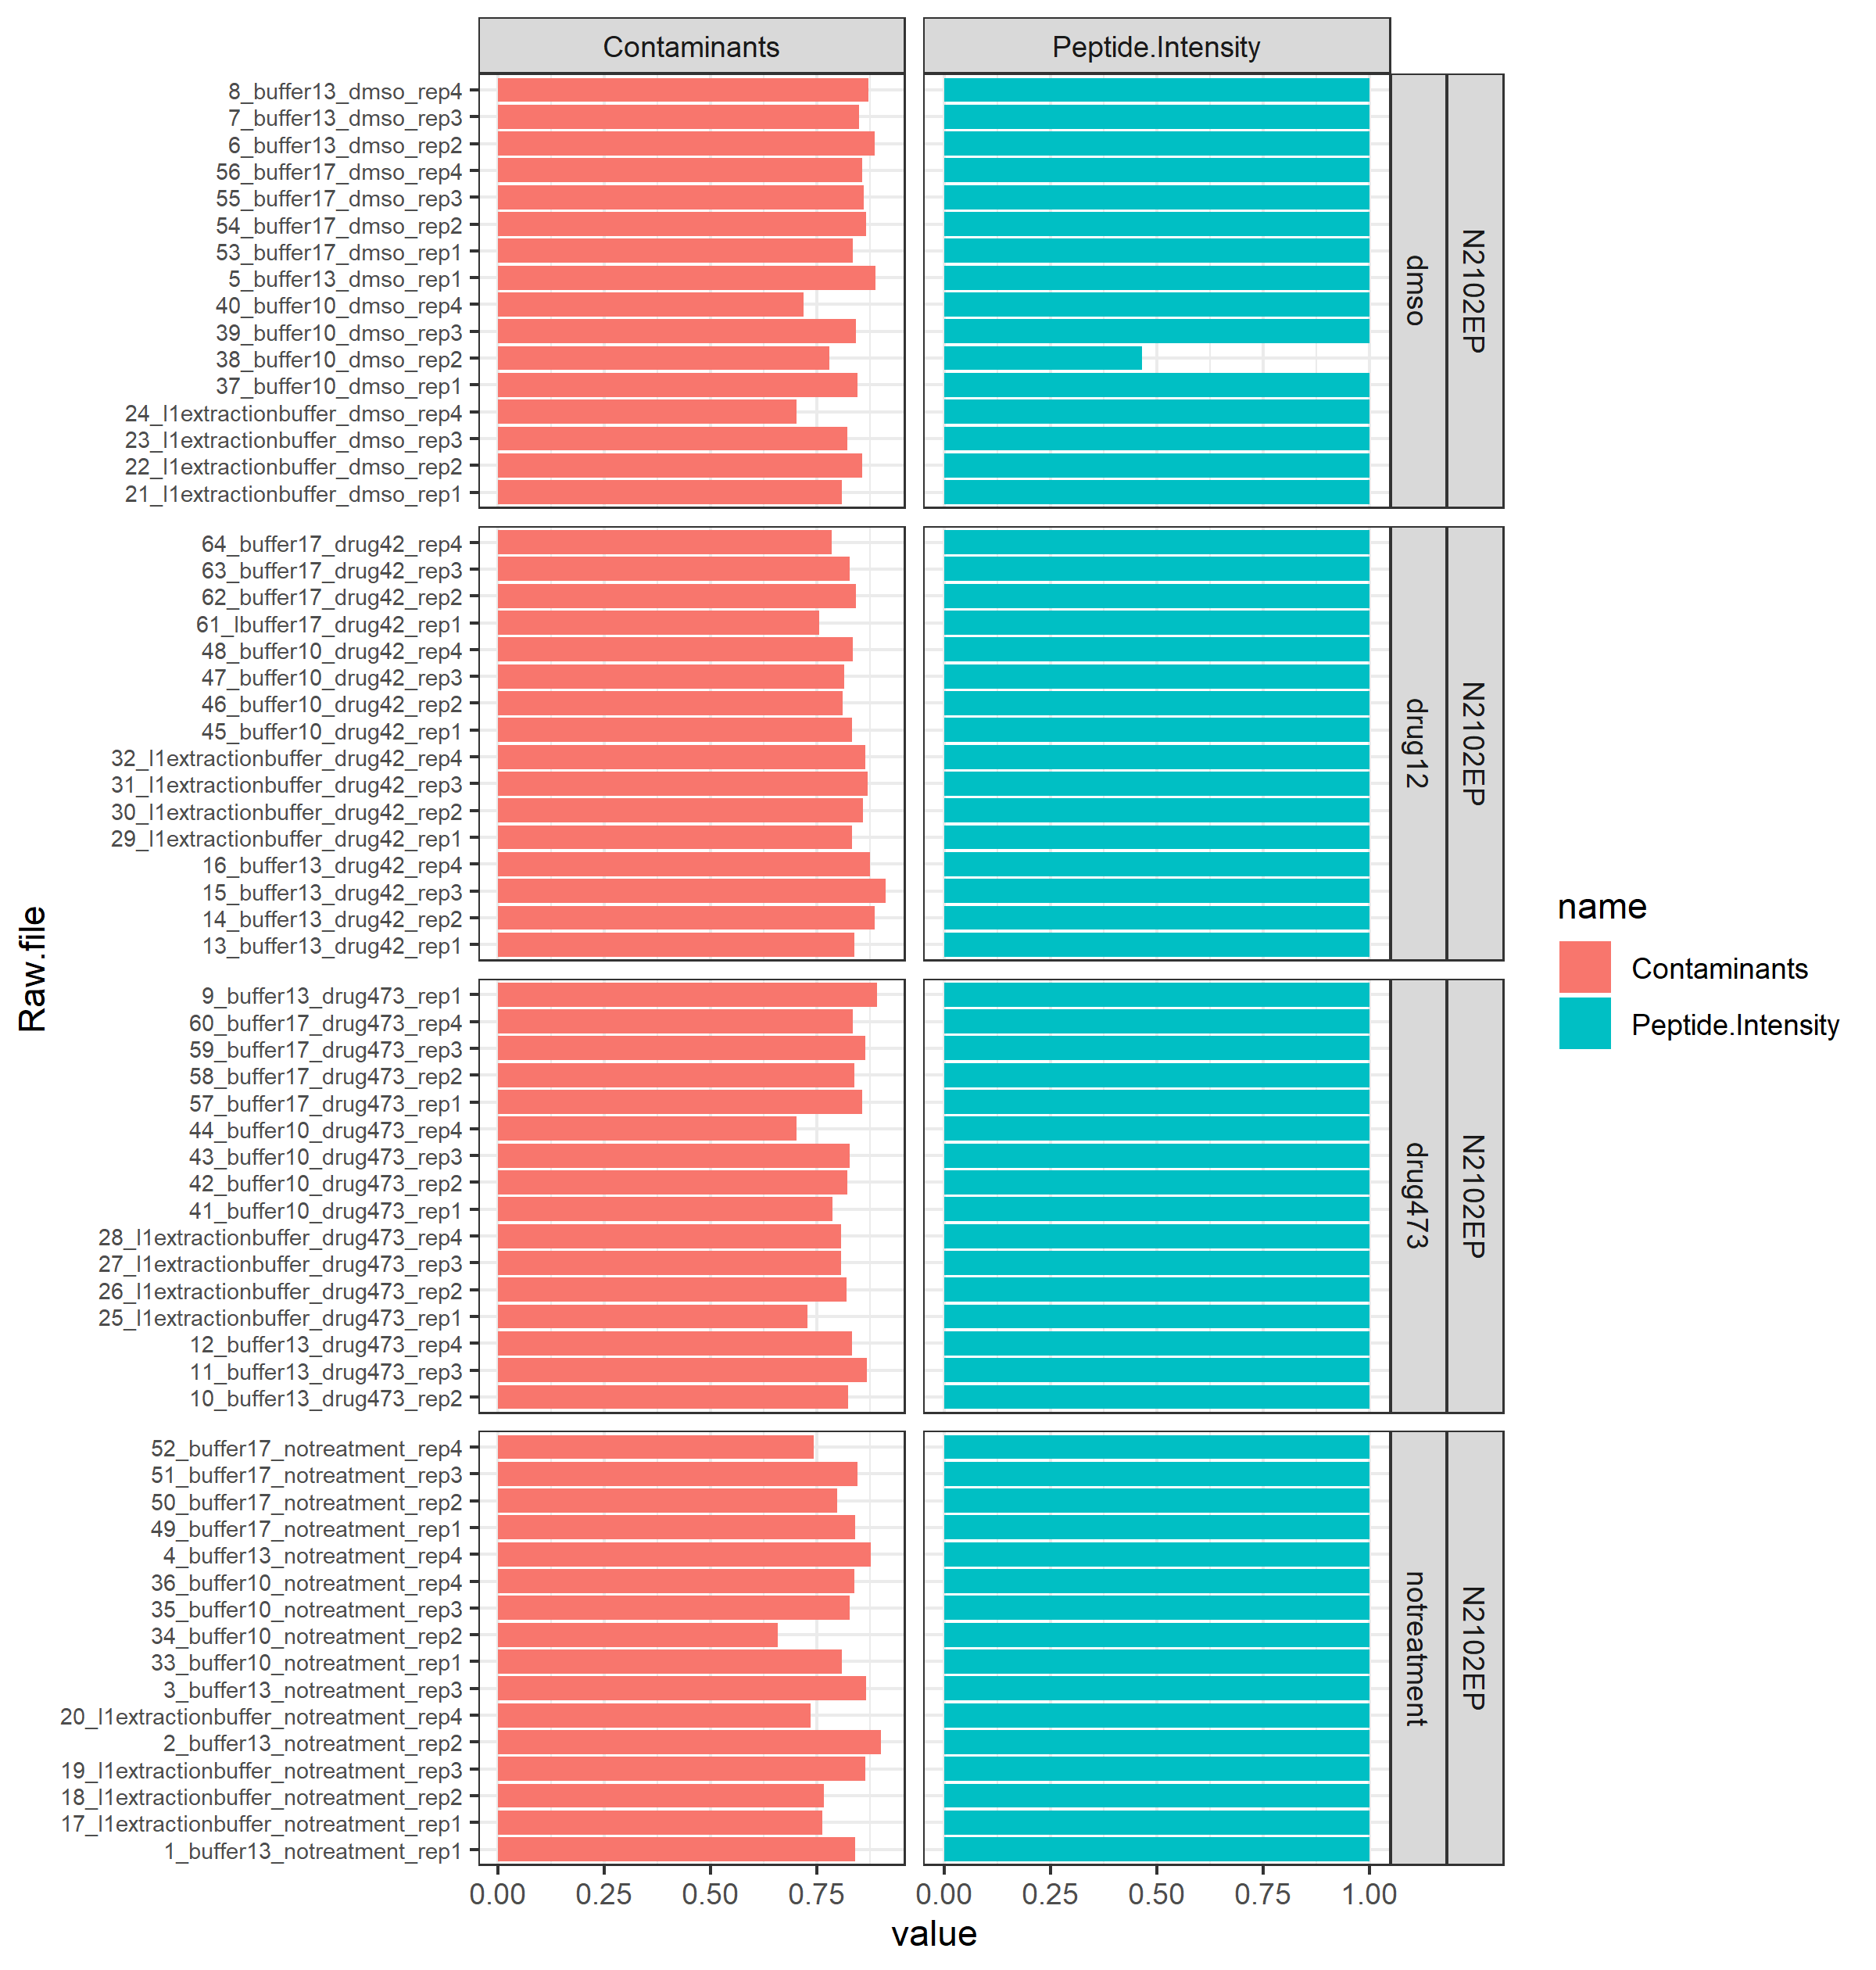 Contaminants
Peptide.Intensity
8_buffer13_dmso_rep4
7_buffer13_dmso_rep3
6_buffer13_dmso_rep2
56_buffer17_dmso_rep4
55_buffer17_dmso_rep3
54_buffer17_dmso_rep2
53_buffer17_dmso_rep1
5_buffer13_dmso_rep1
40_buffer10_dmso_rep4
39_buffer10_dmso_rep3
38_buffer10_dmso_rep2
37_buffer10_dmso_rep1
24_l1extractionbuffer_dmso_rep4
23_l1extractionbuffer_dmso_rep3
22_l1extractionbuffer_dmso_rep2
21_l1extractionbuffer_dmso_rep1
dmso
N2102EP
64_buffer17_drug42_rep4
63_buffer17_drug42_rep3
62_buffer17_drug42_rep2
61_lbuffer17_drug42_rep1
48_buffer10_drug42_rep4
47_buffer10_drug42_rep3
46_buffer10_drug42_rep2
45_buffer10_drug42_rep1
32_l1extractionbuffer_drug42_rep4
31_l1extractionbuffer_drug42_rep3
30_l1extractionbuffer_drug42_rep2
29_l1extractionbuffer_drug42_rep1
16_buffer13_drug42_rep4
15_buffer13_drug42_rep3
14_buffer13_drug42_rep2
13_buffer13_drug42_rep1
drug12
N2102EP
9_buffer13_drug473_rep1
60_buffer17_drug473_rep4
59_buffer17_drug473_rep3
58_buffer17_drug473_rep2
57_buffer17_drug473_rep1
44_buffer10_drug473_rep4
43_buffer10_drug473_rep3
42_buffer10_drug473_rep2
41_buffer10_drug473_rep1
28_l1extractionbuffer_drug473_rep4
27_l1extractionbuffer_drug473_rep3
26_l1extractionbuffer_drug473_rep2
25_l1extractionbuffer_drug473_rep1
12_buffer13_drug473_rep4
11_buffer13_drug473_rep3
10_buffer13_drug473_rep2
drug473
N2102EP
52_buffer17_notreatment_rep4
51_buffer17_notreatment_rep3
50_buffer17_notreatment_rep2
49_buffer17_notreatment_rep1
4_buffer13_notreatment_rep4
36_buffer10_notreatment_rep4
35_buffer10_notreatment_rep3
34_buffer10_notreatment_rep2
33_buffer10_notreatment_rep1
3_buffer13_notreatment_rep3
20_l1extractionbuffer_notreatment_rep4
2_buffer13_notreatment_rep2
19_l1extractionbuffer_notreatment_rep3
18_l1extractionbuffer_notreatment_rep2
17_l1extractionbuffer_notreatment_rep1
1_buffer13_notreatment_rep1
notreatment
N2102EP
0.00 0.25 0.50 0.75
0.00 0.25 0.50 0.75 1.00
value
Raw.file
name
Contaminants
Peptide.Intensity